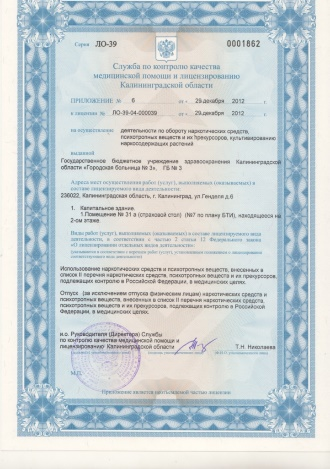 Серия ЛО-39
0001862
Служба по контролю качества
медицинской помощи и лицензированию
Калининградской области
ПРИЛОЖЕНИЕ № 6 от « 29 декабря 2012 »
к лицензии № ЛО-39-04-000039 от « 29 декабря 2012 »
на осуществление деятельности по обороту наркотических средств,
психотропных веществ и их прекурсоров, культивированию
наркосодержащих растений
выданной
Государственное бюджетное учреждение здравоохранения Калининградской
области «Городская больница № 3», ГБ № 3
Адреса мест осуществления работ (услуг), выполняемых (оказываемых) в
составе лицензируемого вида деятельности
236022, Калининградская область, г. Калининград, ул Генделя д.6
1. Капитальное здание.
1.Помещение № 31 а (страховой стол) (№7 по плану БТИ), находющееся на
2-ом этаже.
Виды работ (услуг), выполняемых (оказываемых) в составе лицензируемого вида
деятельности, в соответствии с частью 2 статьи 12 Федерального закона
«О лицензировании отдельных видов деятельности»:
Использование наркотических средств и психотропных веществ, внесенных в
список II перечня наркотических средств, психотропных веществ и их прекурсоров,
подлежащих контролю в Российской Федерации, в медицинских целях.
Отпуск (за исключением отпуска физическим лицам) наркотических средств и
психотропных веществ, внесенных в список II перечня наркотических средств,
психотропных веществ и их прекурсоров, подлежащих контролю в Российской
Федерации, в медицинских целях.
и.о. Руководителя (Директора) Службы
по контролю качества медицинской помощи и
лицензированию Калининградской области
Т.Н. Николаева
М.П.
Приложение является неотъемлемой частью лицензии